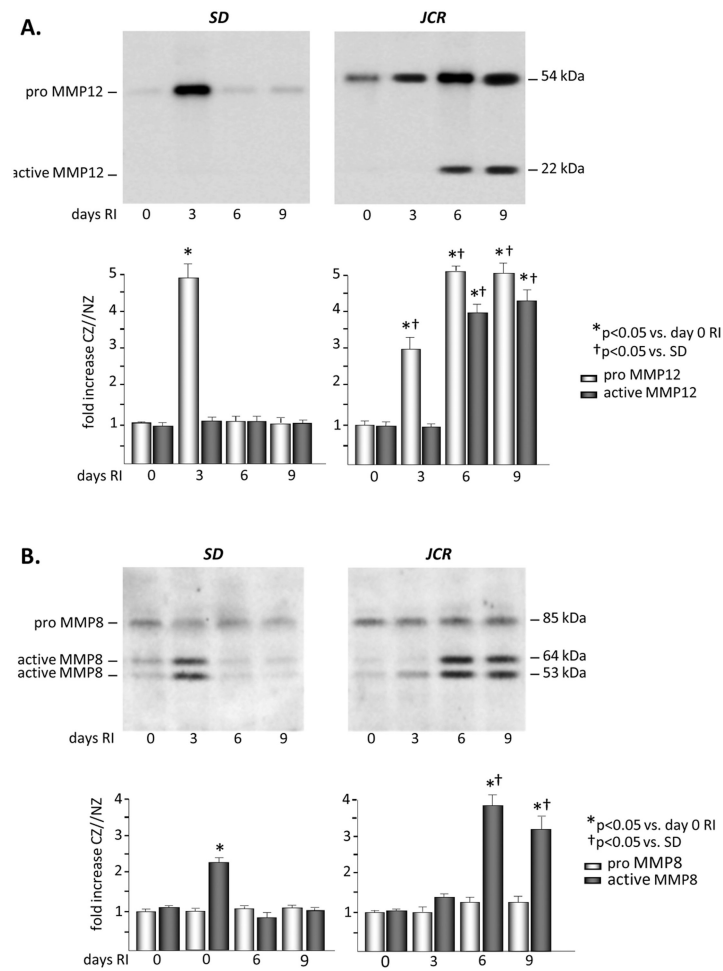 A.
SD JCR
pro MMP12 – – 54 kDa
active MMP12 – – 22 kDa
days RI 0 3 6 9 0 3 6 9
fold increase CZ//NZ
5 4 3 2 1
5 4 3 2 1
* *† *† *† *† *†
*p<0.05 vs. day 0 RI
†p<0.05 vs. SD
pro MMP12
active MMP12
days RI 0 3 6 9 0 3 6 9
B.
SD JCR
pro MMP8 – – 85 kDa
active MMP8 – – 64 kDa
active MMP8 – – 53 kDa
days RI 0 3 6 9 0 3 6 9
fold increase CZ//NZ
4 3 2 1
4 3 2 1
* *† *†
*p<0.05 vs. day 0 RI
†p<0.05 vs. SD
pro MMP8
active MMP8
days RI 0 0 6 9 0 3 6 9